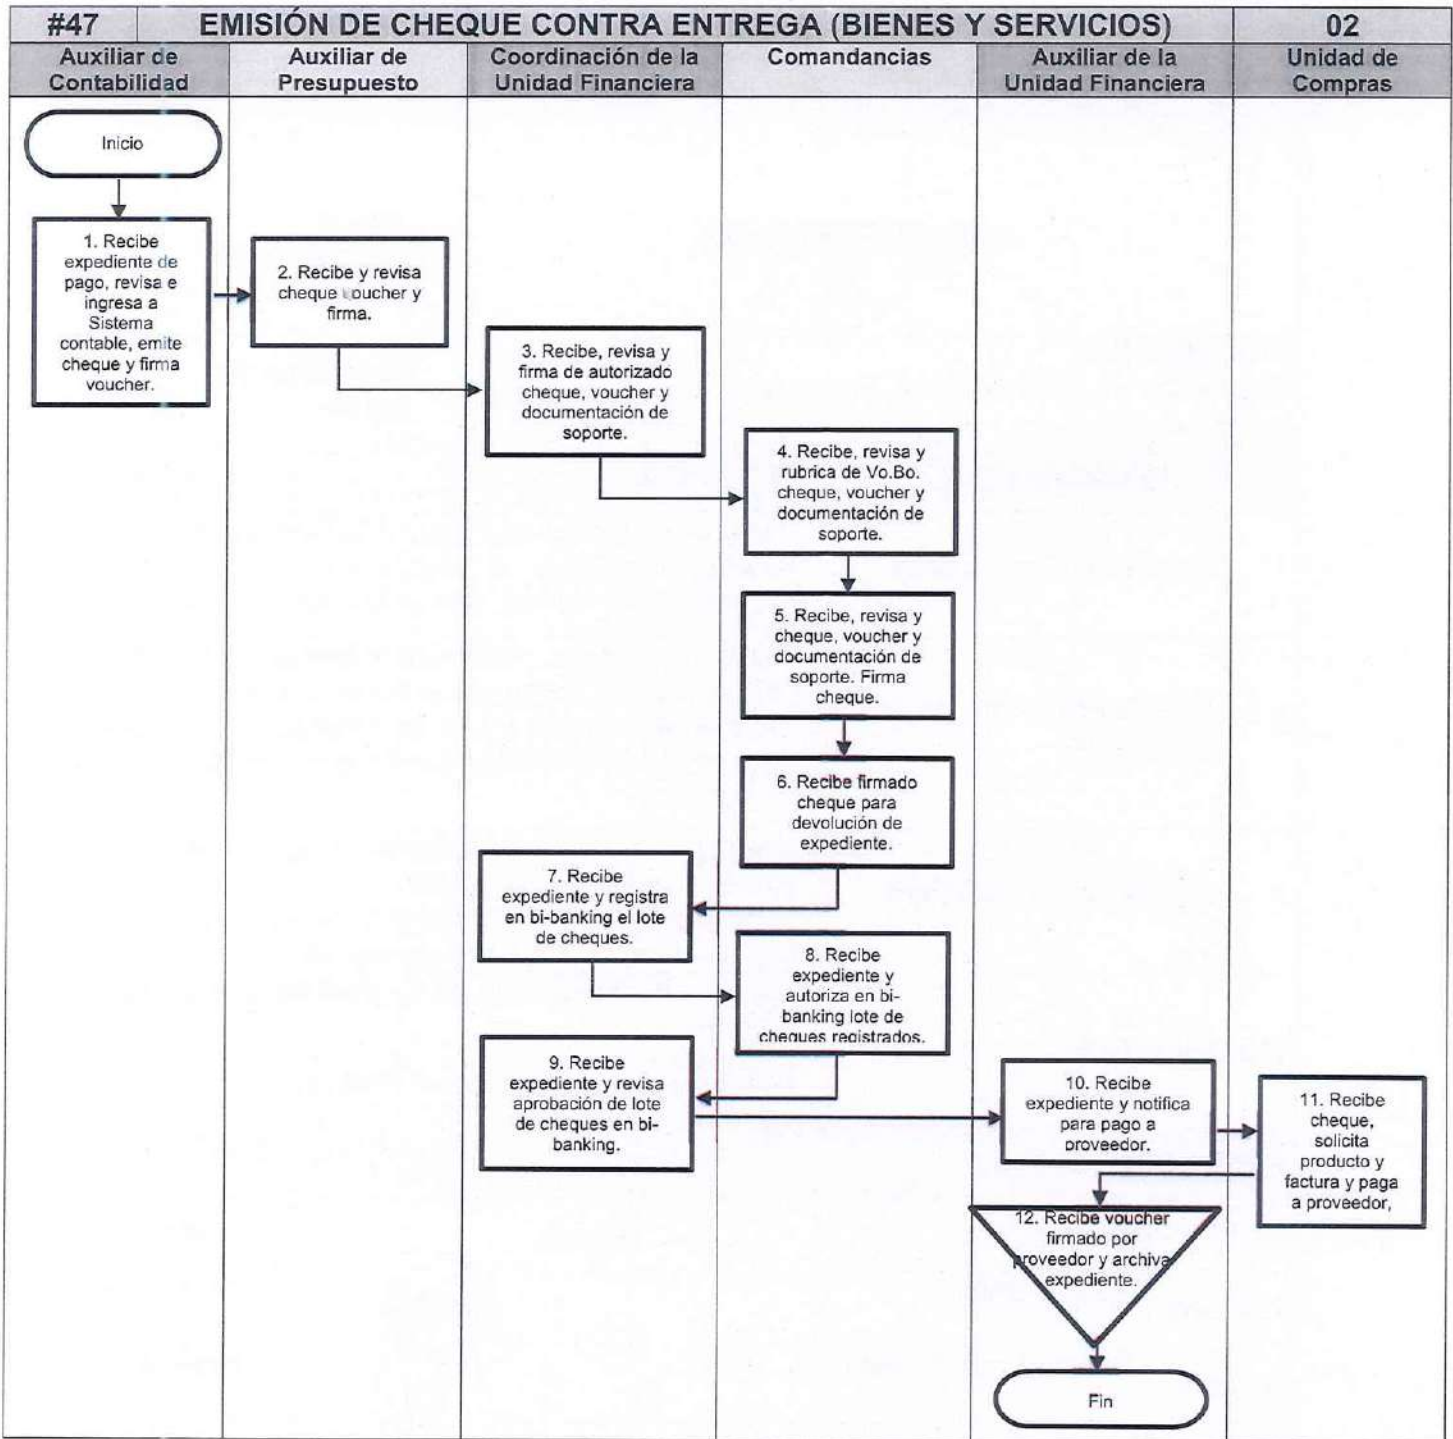 #47 EMISIÓN DE CHEQUE CONTRA ENTREGA (BIENES Y SERVICIOS) 02
Auxiliar de
Contabilidad
Auxiliar de
Presupuesto
Coordinación de la
Unidad Financiera
Comandancias
Auxiliar de la
Unidad Financiera
Unidad de
Compras
Inicio
1. Recibe
expediente de
pago, revisa e
ingresa a
Sistema
contable, emite
cheque y firma
voucher.
2. Recibe y revisa
cheque voucher y
firma.
3. Recibe, revisa y
firma de autorizado
cheque, voucher y
documentación de
soporte.
4. Recibe, revisa y
rubrica de Vo.Bo.
cheque, voucher y
documentación de
soporte.
5. Recibe, revisa y
cheque, voucher y
documentación de
soporte. Firma
cheque.
6. Recibe firmado
cheque para
devolución de
expediente.
7. Recibe
expediente y registra
en bi-banking el lote
de cheques.
8. Recibe
expediente y
autoriza en bi-
banking lote de
cheques registrados.
9. Recibe
expediente y revisa
aprobación de lote
de cheques en bi-
banking.
10. Recibe
expediente y notifica
para pago a
proveedor.
11. Recibe
cheque,
solicita
producto y
factura y paga
a proveedor,
12. Recibe voucher
firmado por
proveedor y archiva
expediente.
Fin